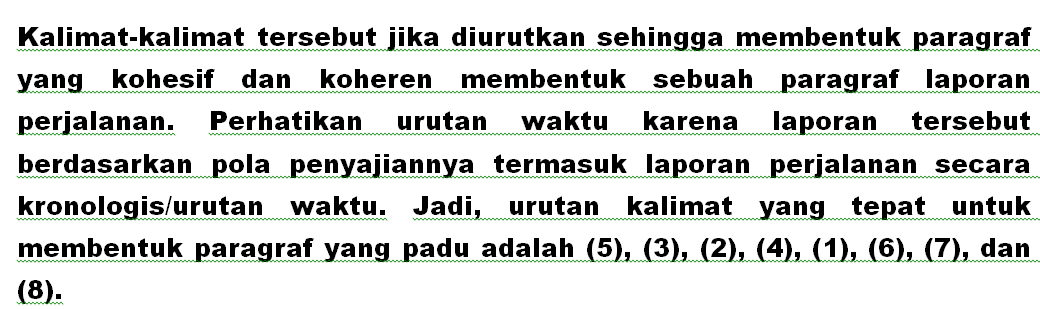 Kalimat-kalimat tersebut jika diurutkan sehingga membentuk paragraf
yang kohesif dan koheren membentuk sebuah paragraf laporan
perjalanan. Perhatikan urutan waktu karena laporan tersebut
berdasarkan pola penyajiannya termasuk laporan perjalanan secara
kronologis/urutan waktu. Jadi, urutan kalimat yang tepat untuk
membentuk paragraf yang padu adalah (5), (3), (2), (4), (1), (6), (7), dan
(8).